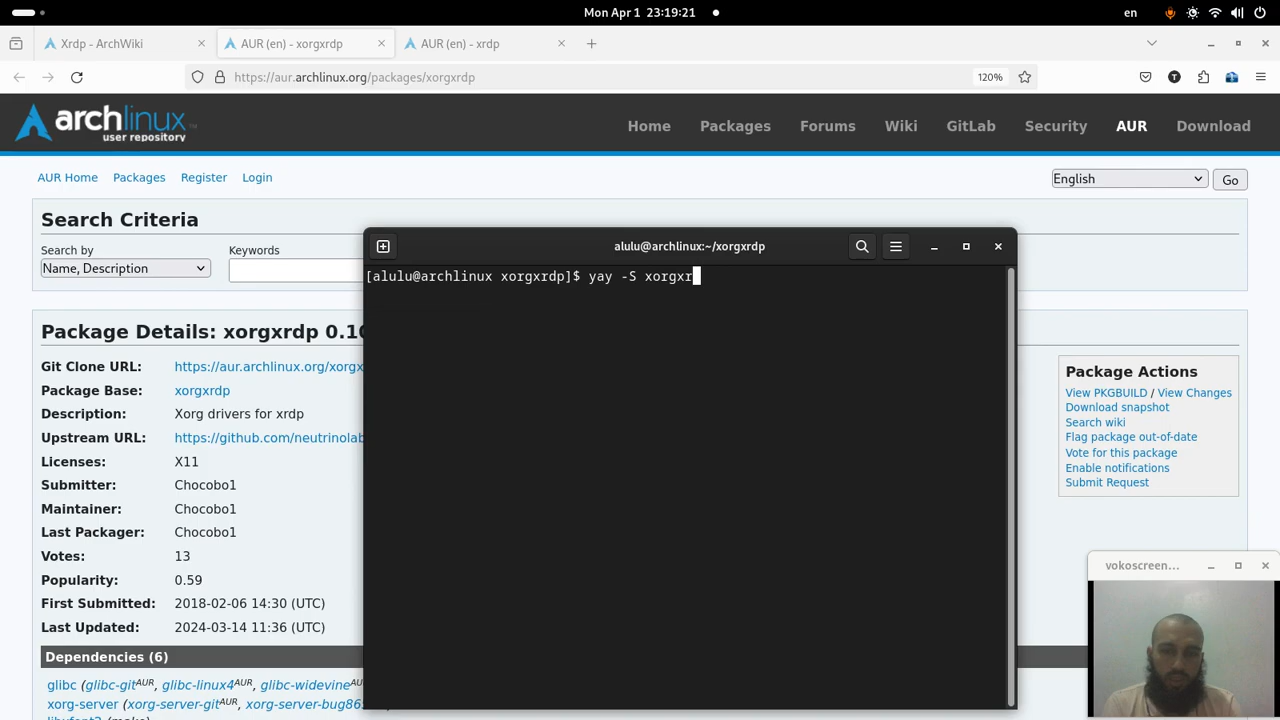 Mon Apr 1 23:19:21
en
Xrdp - ArchWiki
AUR (en) - xorgxrdp
AUR (en) - xrdp
https://aur.archlinux.org/packages/xorgxrdp
120%
T
archlinux
user repository
Home Packages Forums Wiki GitLab Security AUR Download
AUR Home Packages Register Login
English
Go
Search Criteria
Search by
Keywords
Name, Description
alulu@archlinux:~/xorgxrdp
[alulu@archlinux xorgxrdp]$ yay -S xorgxr
Package Details: xorgxrdp 0.10
Git Clone URL: https://aur.archlinux.org/xorgx
Package Base: xorgxrdp
Description: Xorg drivers for xrdp
Upstream URL: https://github.com/neutrinolab
Licenses: X11
Submitter: Chocobo1
Maintainer: Chocobo1
Last Packager: Chocobo1
Votes: 13
Popularity: 0.59
First Submitted: 2018-02-06 14:30 (UTC)
Last Updated: 2024-03-14 11:36 (UTC)
Package Actions
View PKGBUILD / View Changes
Download snapshot
Search wiki
Flag package out-of-date
Vote for this package
Enable notifications
Submit Request
vokoscreen...
Dependencies (6)
glibc (glibc-git AUR, glibc-linux4 AUR, glibc-widevine AU
xorg-server (xorg-server-git AUR, xorg-server-bug86